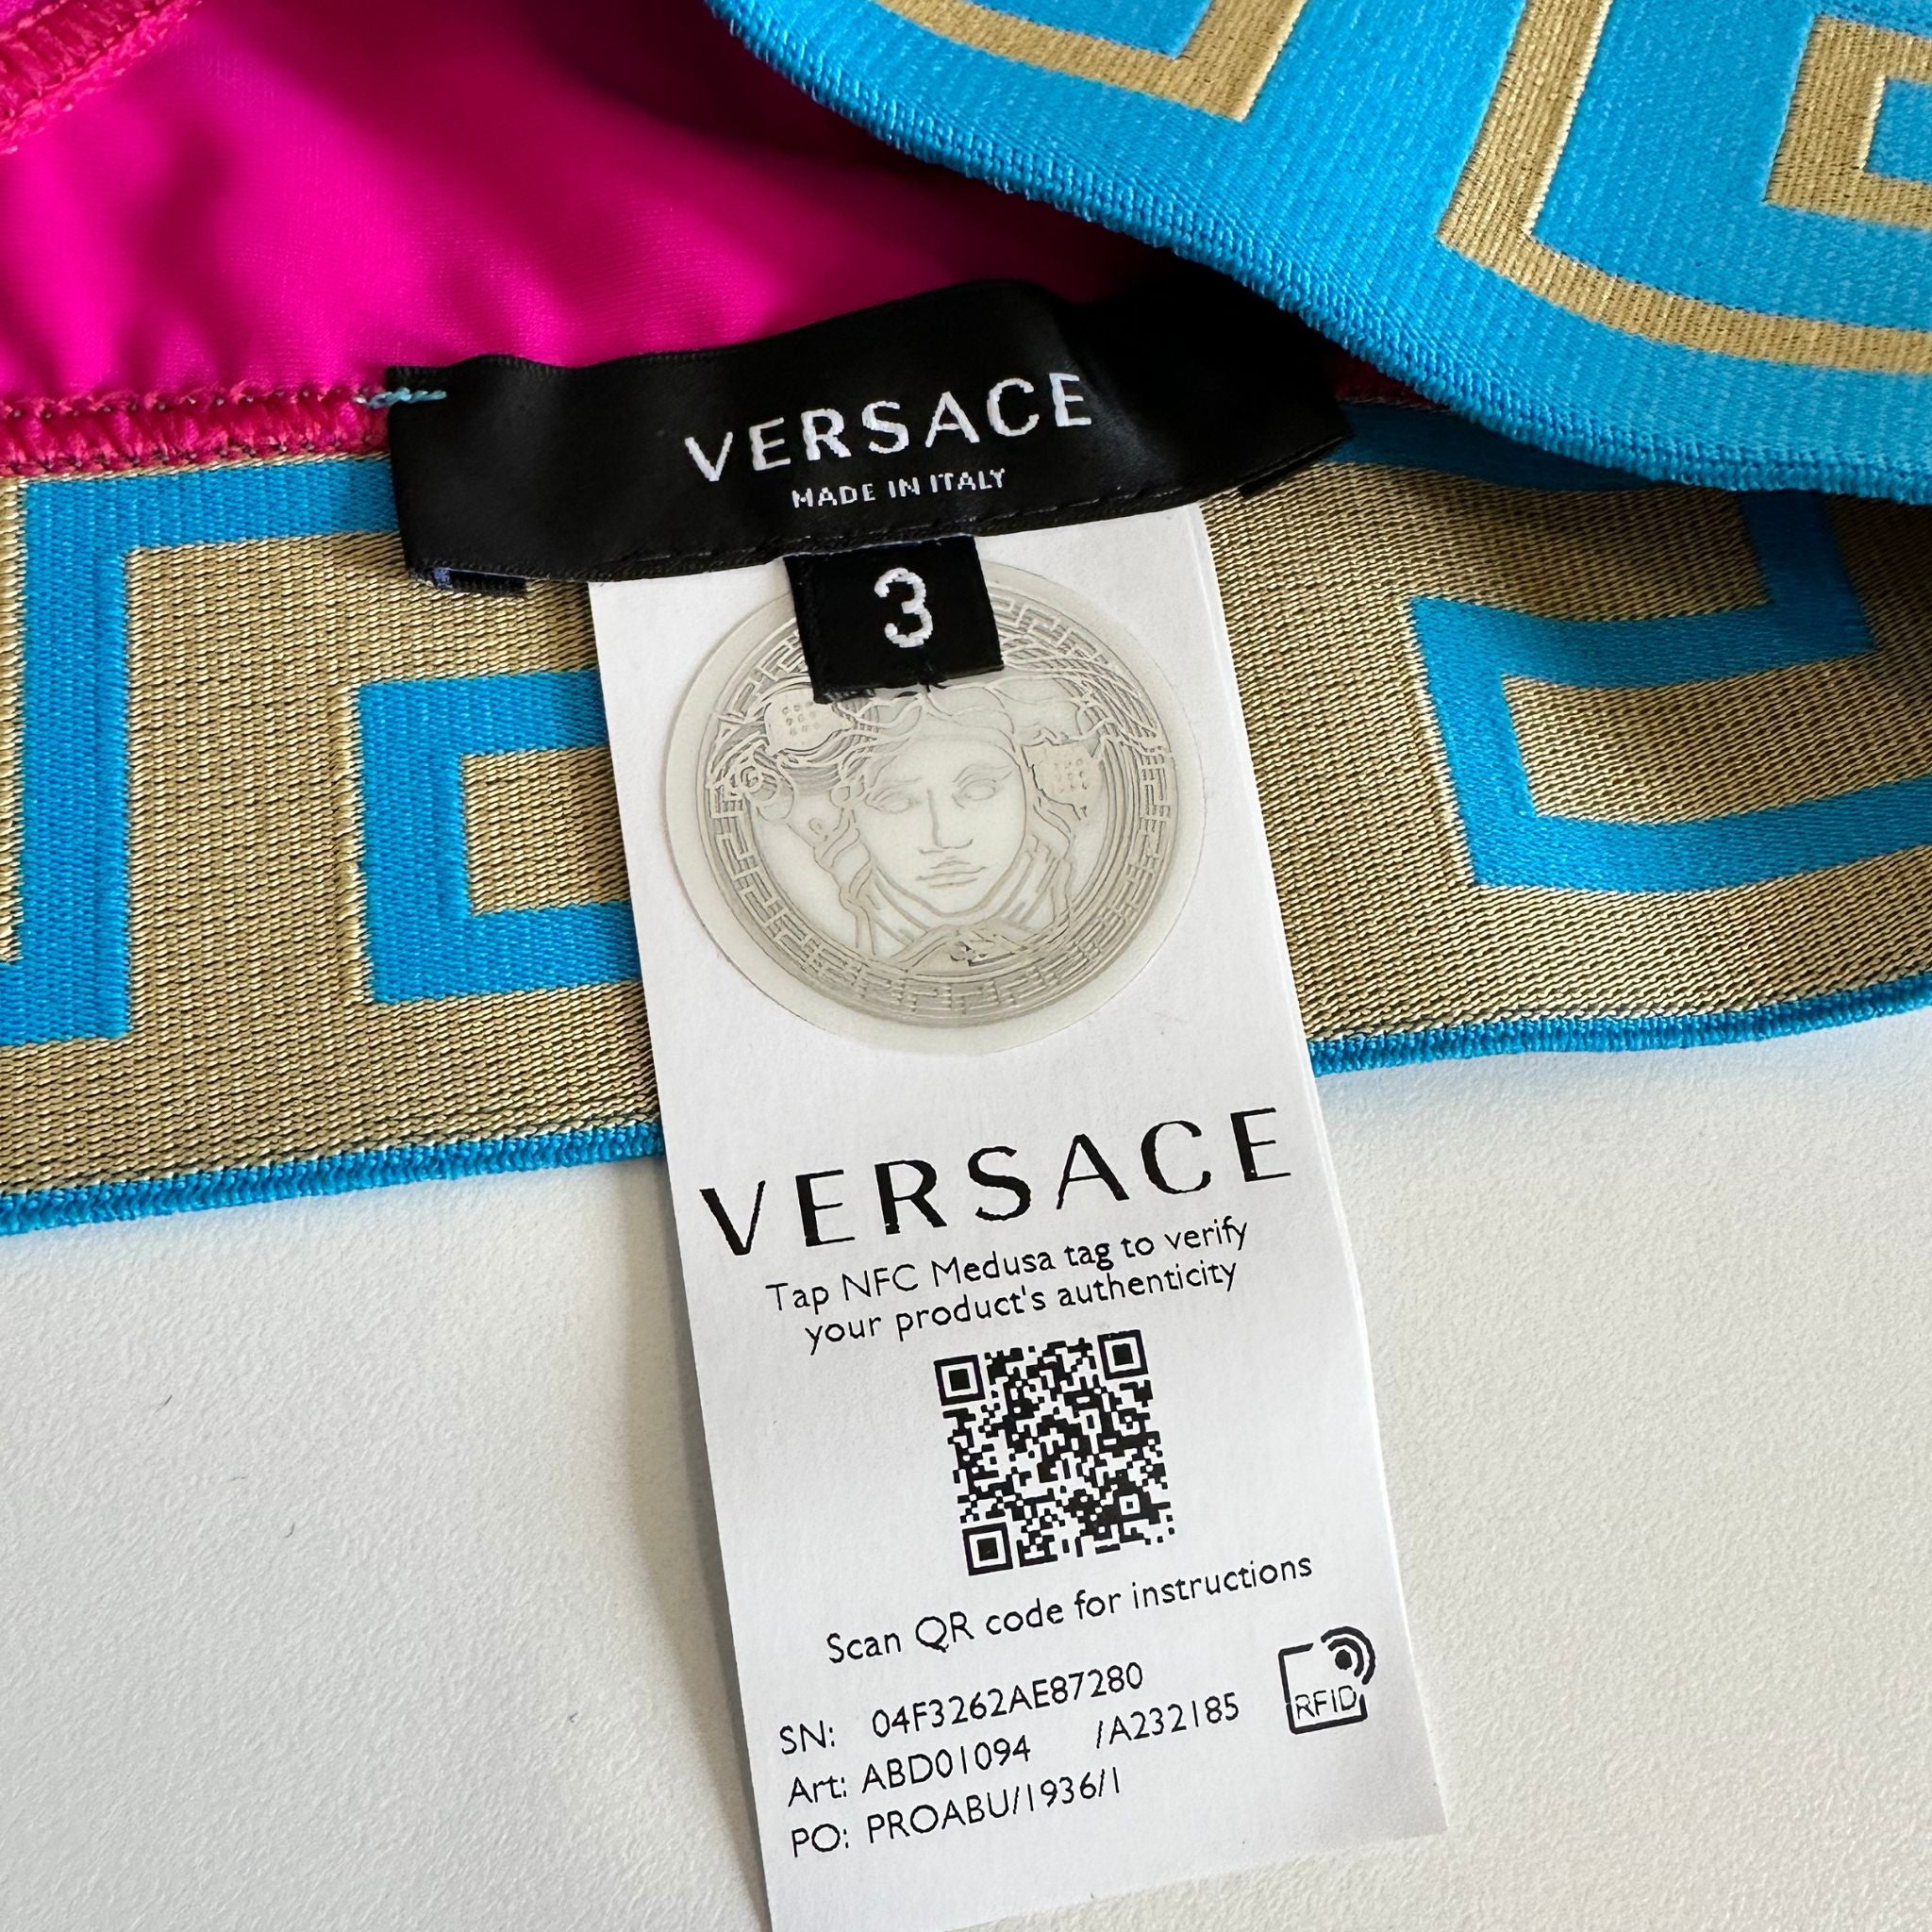 VERSACE
MADE IN ITALY
3
VERSACE
Tap NFC Medusa tag to verify
your product's authenticity
Scan QR code for instructions
SN: 04F3262AE87280
Art: ABD01094 /A232185
PO: PROABU/1936/1
RFID